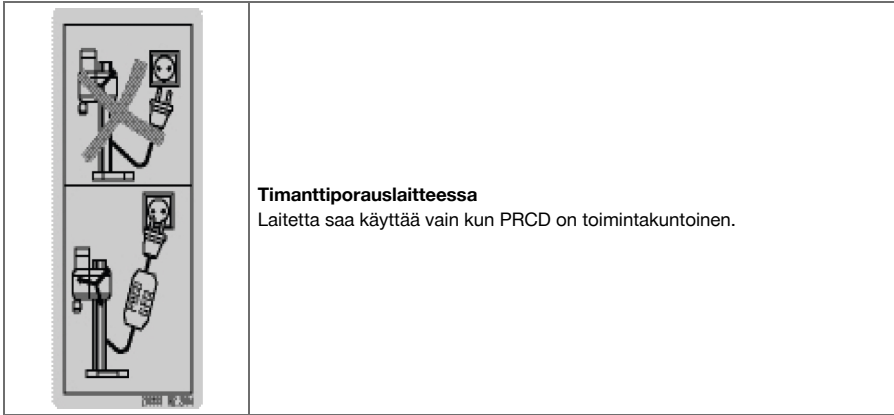 Timanttiporauslaitteessa
Laitetta saa käyttää vain kun PRCD on toimintakuntoinen.